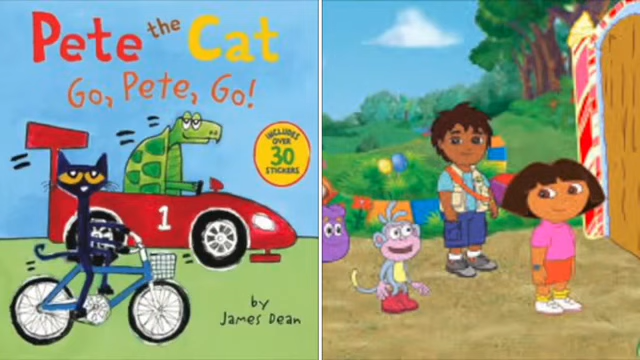 Pete the Cat
Go, Pete, Go!
INCLUDES
OVER
30
STICKERS
1
by
James Dean